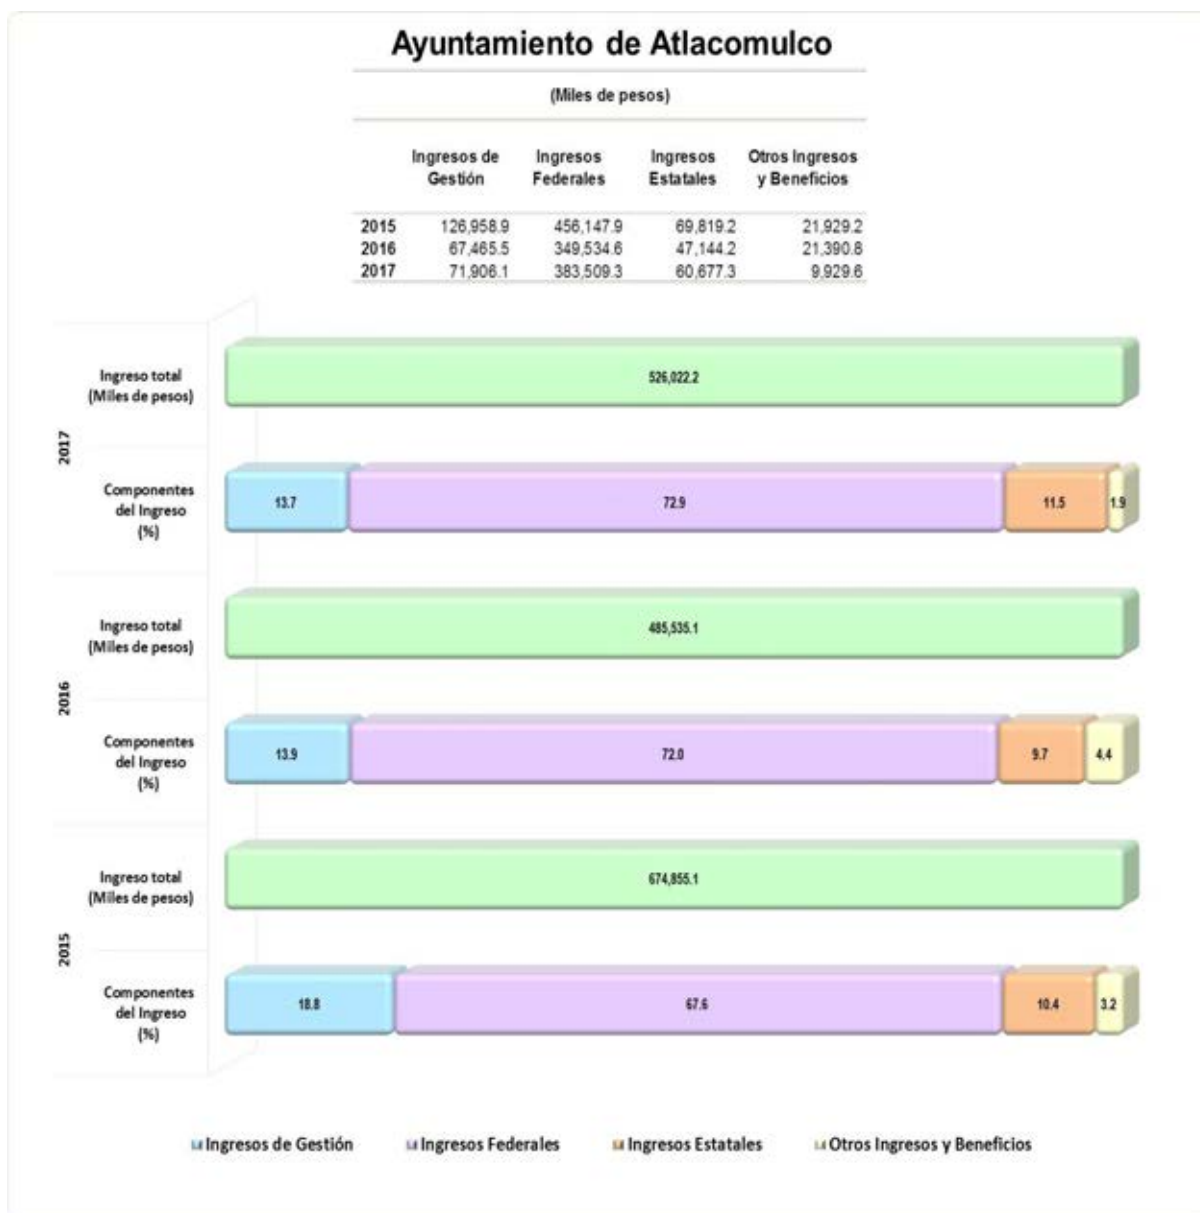 Ayuntamiento de Atlacomulco
(Miles de pesos)
Ingresos de Gestión Ingresos Federales Ingresos Estatales Otros Ingresos y Beneficios
2015 126,958.9 456,147.9 69,819.2 21,929.2
2016 67,465.5 349,534.6 47,144.2 21,390.8
2017 71,906.1 383,509.3 60,677.3 9,929.6
2017
Ingreso total
(Miles de pesos)
526,022.2
Componentes
del Ingreso
(%)
13.7 72.9 11.5 1.9
2016
Ingreso total
(Miles de pesos)
485,535.1
Componentes
del Ingreso
(%)
13.9 72.0 9.7 4.4
2015
Ingreso total
(Miles de pesos)
674,855.1
Componentes
del Ingreso
(%)
18.8 67.6 10.4 3.2
Ingresos de Gestión Ingresos Federales Ingresos Estatales Otros Ingresos y Beneficios